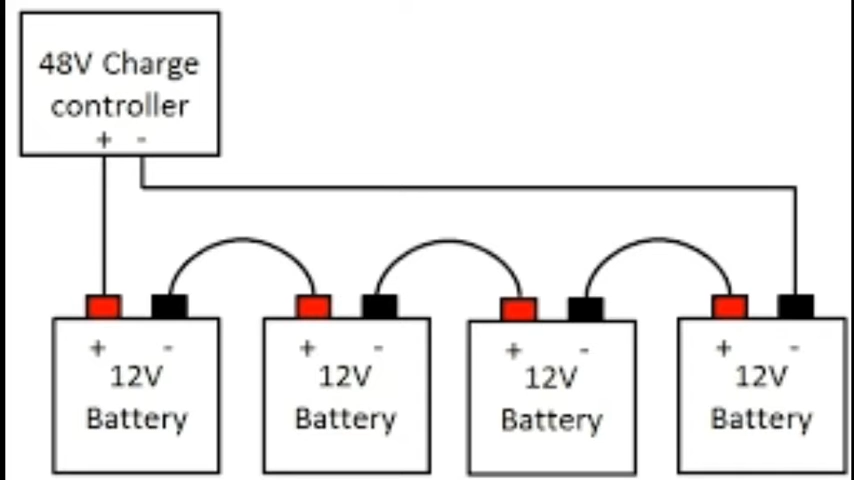 48V Charge
controller
+ -
+ -
12V
Battery
+ -
12V
Battery
+ -
12V
Battery
+ -
12V
Battery